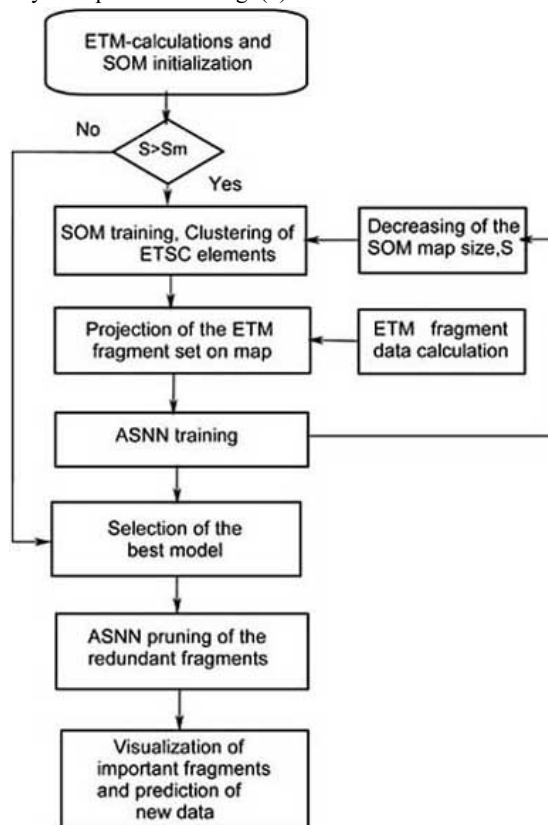 ETM-calculations and
SOM initialization
No
S>Sm
Yes
SOM training, Clustering of
ETSC elements
Decreasing of the
SOM map size,S
Projection of the ETM
fragment set on map
ETM fragment
data calculation
ASNN training
Selection of the
best model
ASNN pruning of the
redundant fragments
Visualization of
important fragments
and prediction of
new data